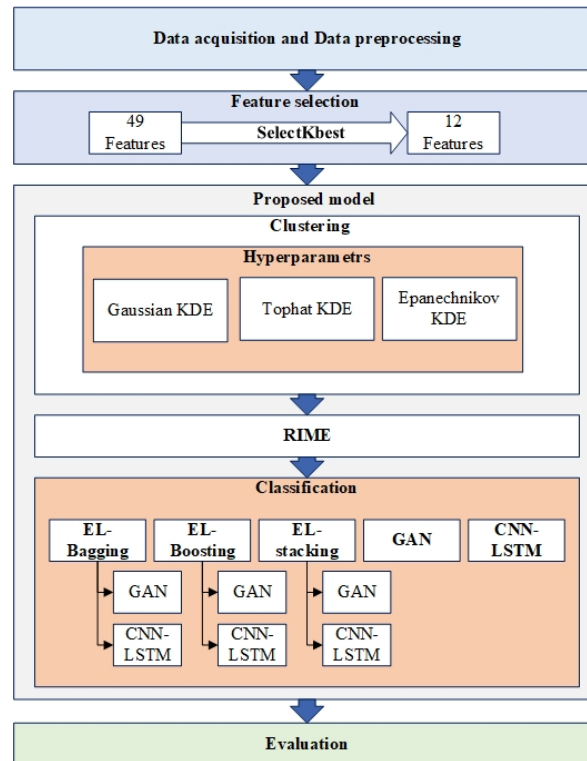 Data acquisition and Data preprocessing
Feature selection
49
Features
SelectKbest
12
Features
Proposed model
Clustering
Hyperparametrs
Gaussian KDE
Tophat KDE
Epanechnikov
KDE
RIME
Classification
EL-
Bagging
EL-
Boosting
EL-
stacking
GAN
CNN-
LSTM
GAN
GAN
GAN
CNN-
LSTM
CNN-
LSTM
CNN-
LSTM
Evaluation